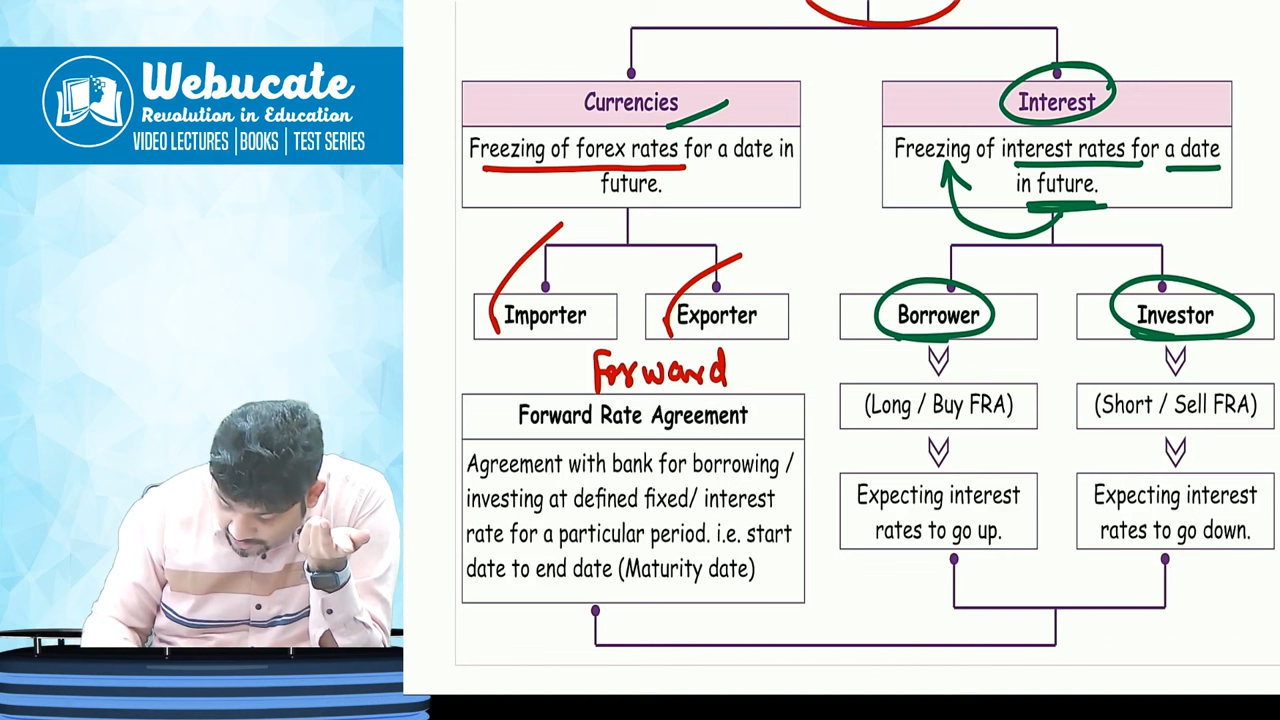 Webucate
Revolution in Education
VIDEO LECTURES | BOOKS | TEST SERIES
Currencies
Freezing of forex rates for a date in
future.
Importer
Exporter
Forward
Forward Rate Agreement
Agreement with bank for borrowing /
investing at defined fixed/ interest
rate for a particular period. i.e. start
date to end date (Maturity date)
Interest
Freezing of interest rates for a date
in future.
Borrower
(Long / Buy FRA)
Expecting interest
rates to go up.
Investor
(Short / Sell FRA)
Expecting interest
rates to go down.